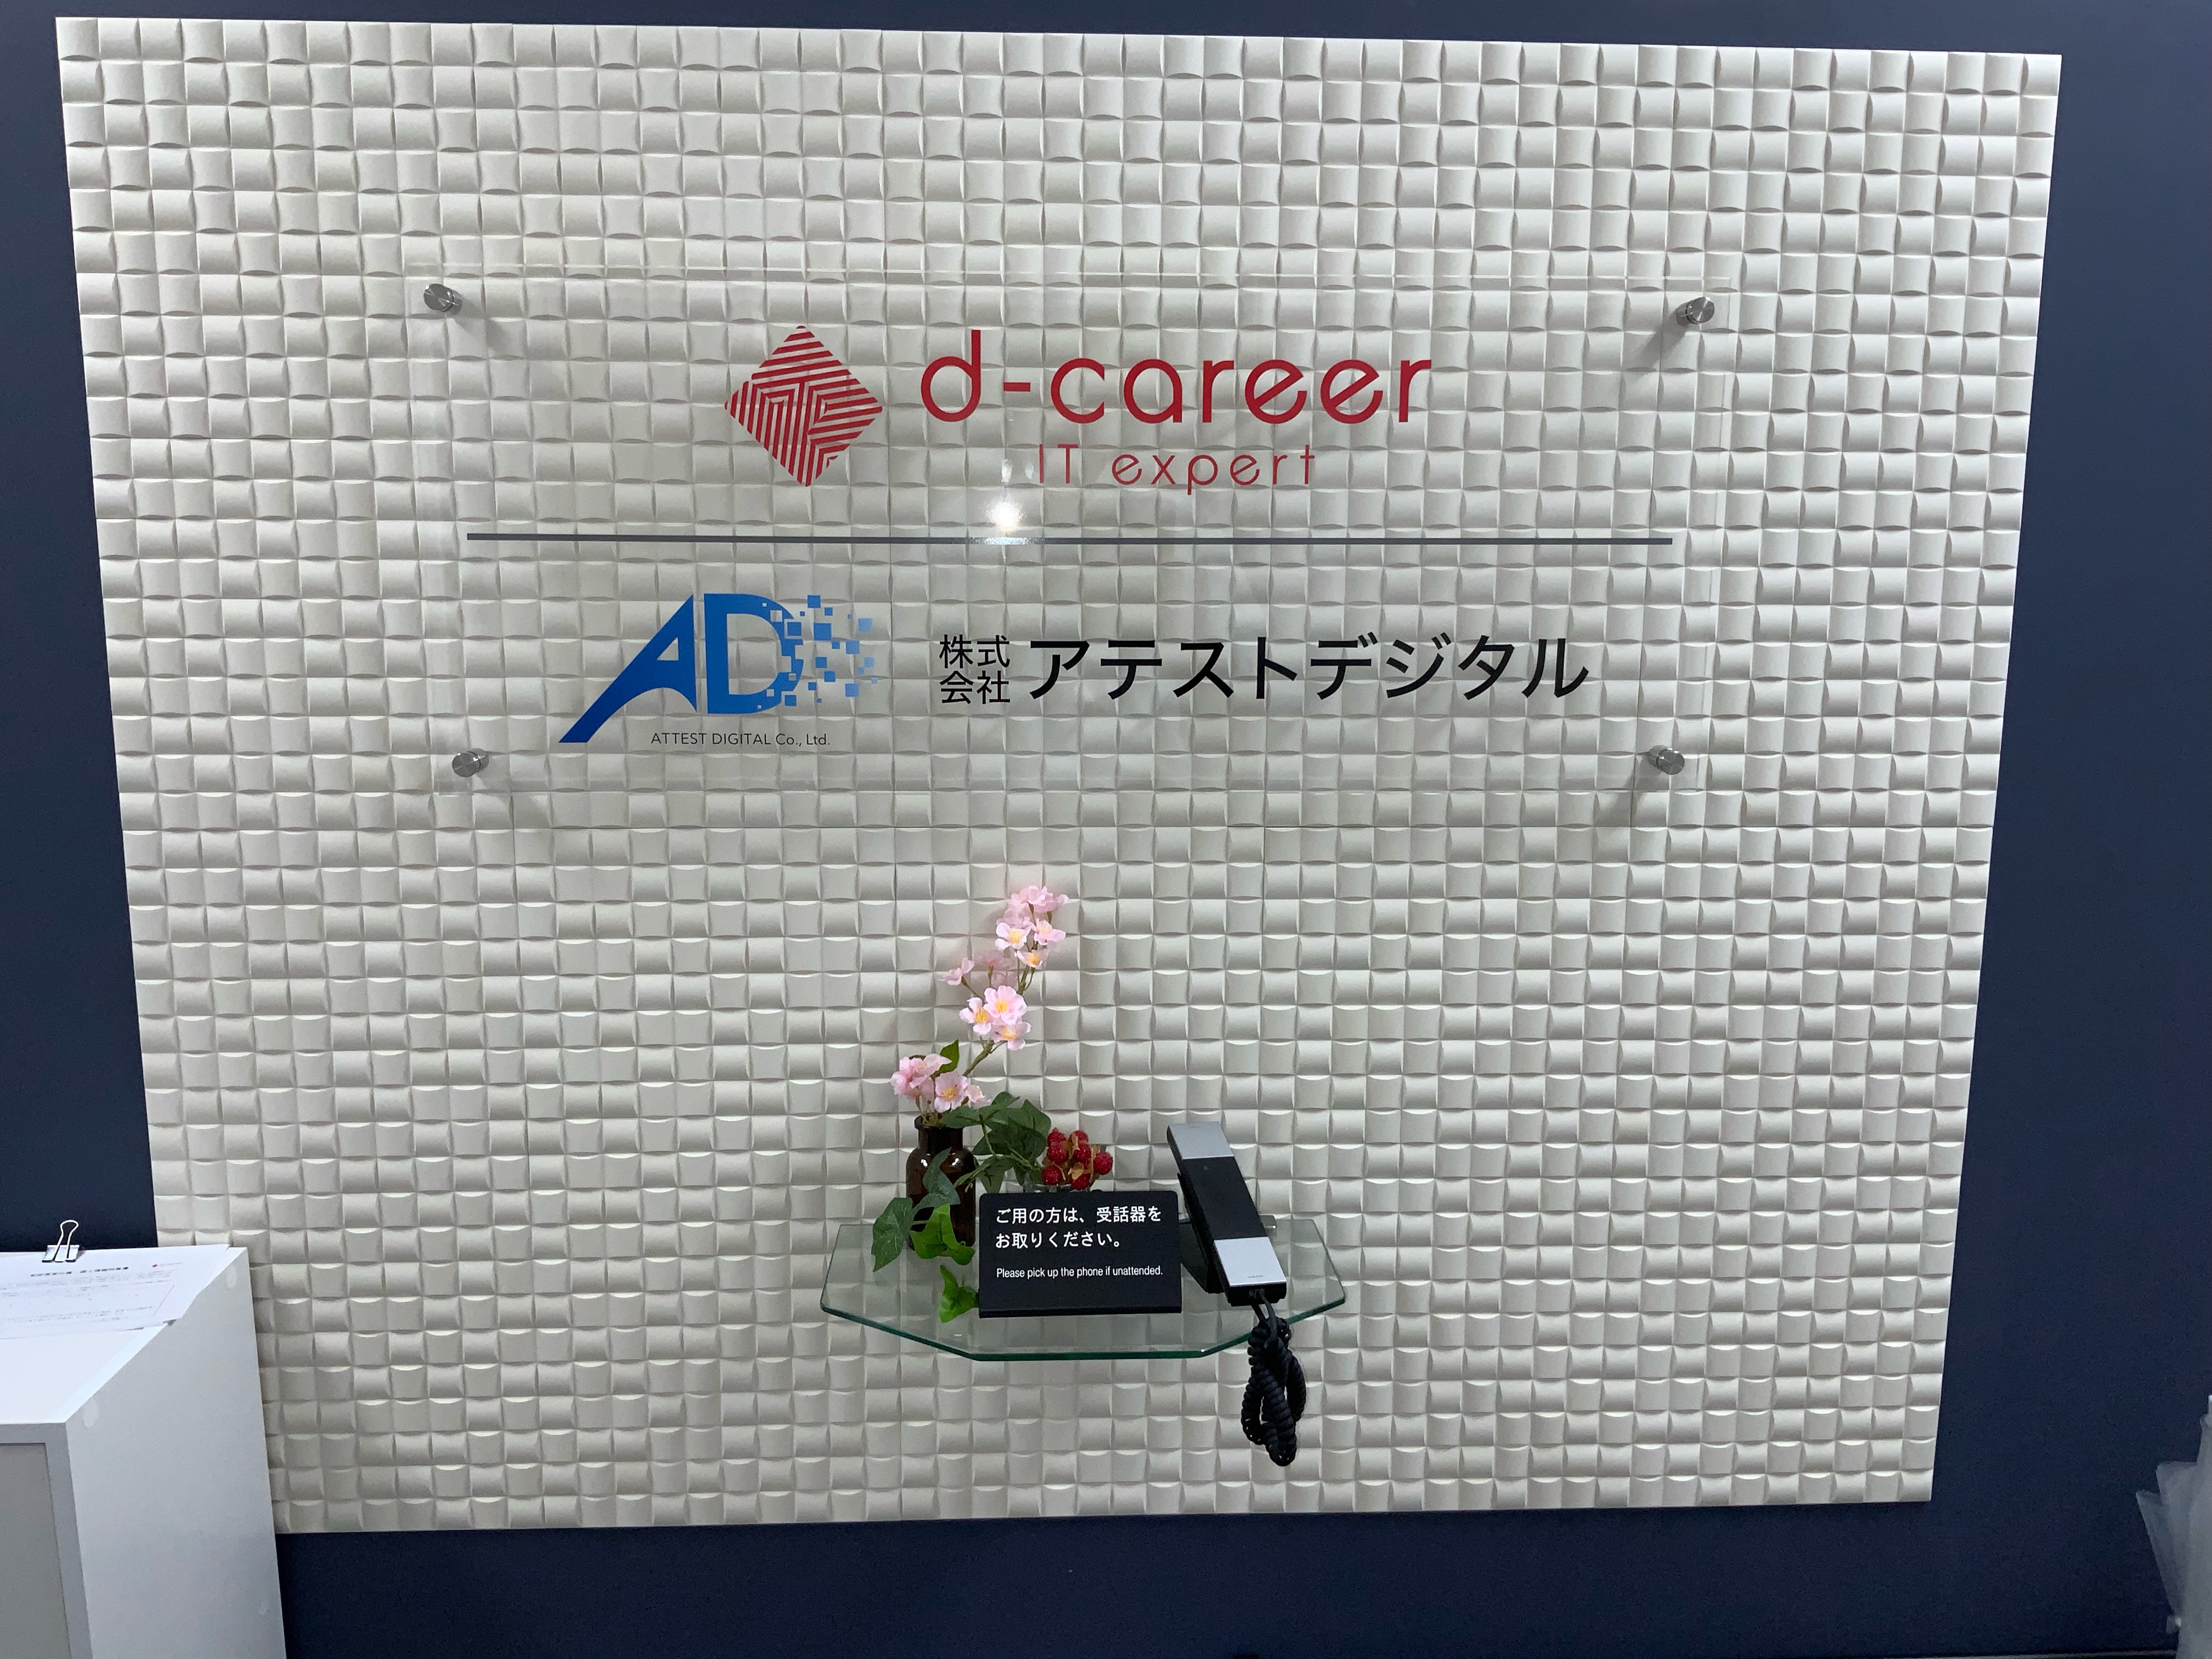 d-career
IT expert
株式会社 アテストデジタル
AD
ATTEST DIGITAL Co., Ltd.
ご用の方は、受話器を
お取りください。
Please pick up the phone if unattended.